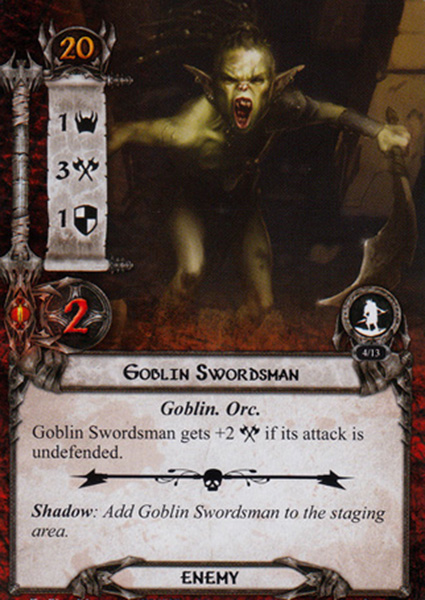 20
1
3
1
2
4/13
Goblin Swordsman
Goblin. Orc.
Goblin Swordsman gets +2 if its attack is
undefended.
Shadow: Add Goblin Swordsman to the staging
area.
ENEMY